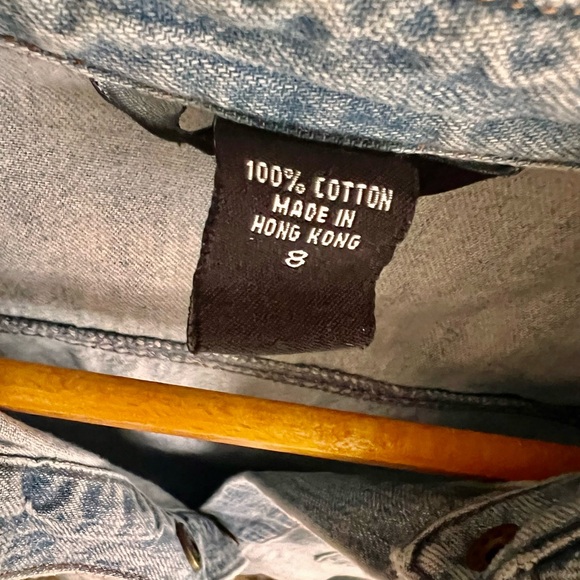 100% COTTON
MADE IN
HONG KONG
8